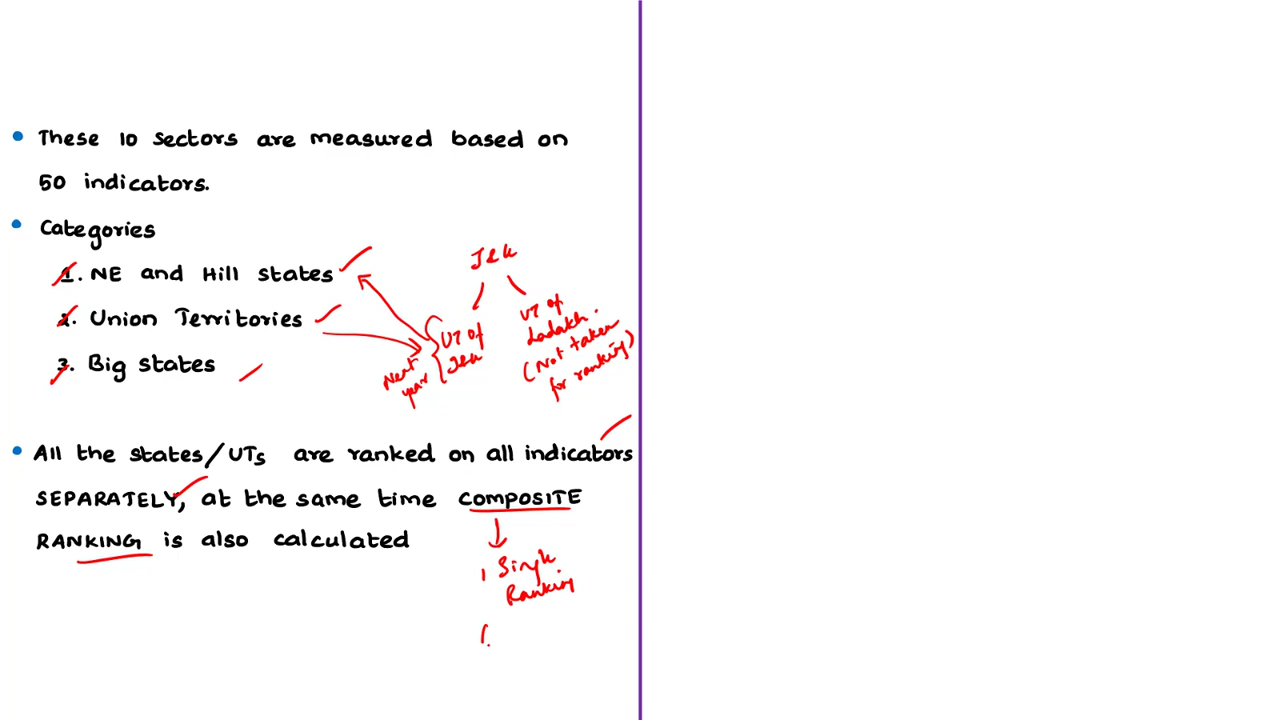 • These 10 sectors are measured based on
50 indicators.
• Categories
1. NE and Hill states
2. Union Territories
3. Big states
J&K
UT of
J&K
Next
year
UT of
Ladakh.
(Not taken
for ranking)
• All the states/UTs are ranked on all indicators
SEPARATELY, at the same time COMPOSITE
RANKING is also calculated
1 Single
Ranking